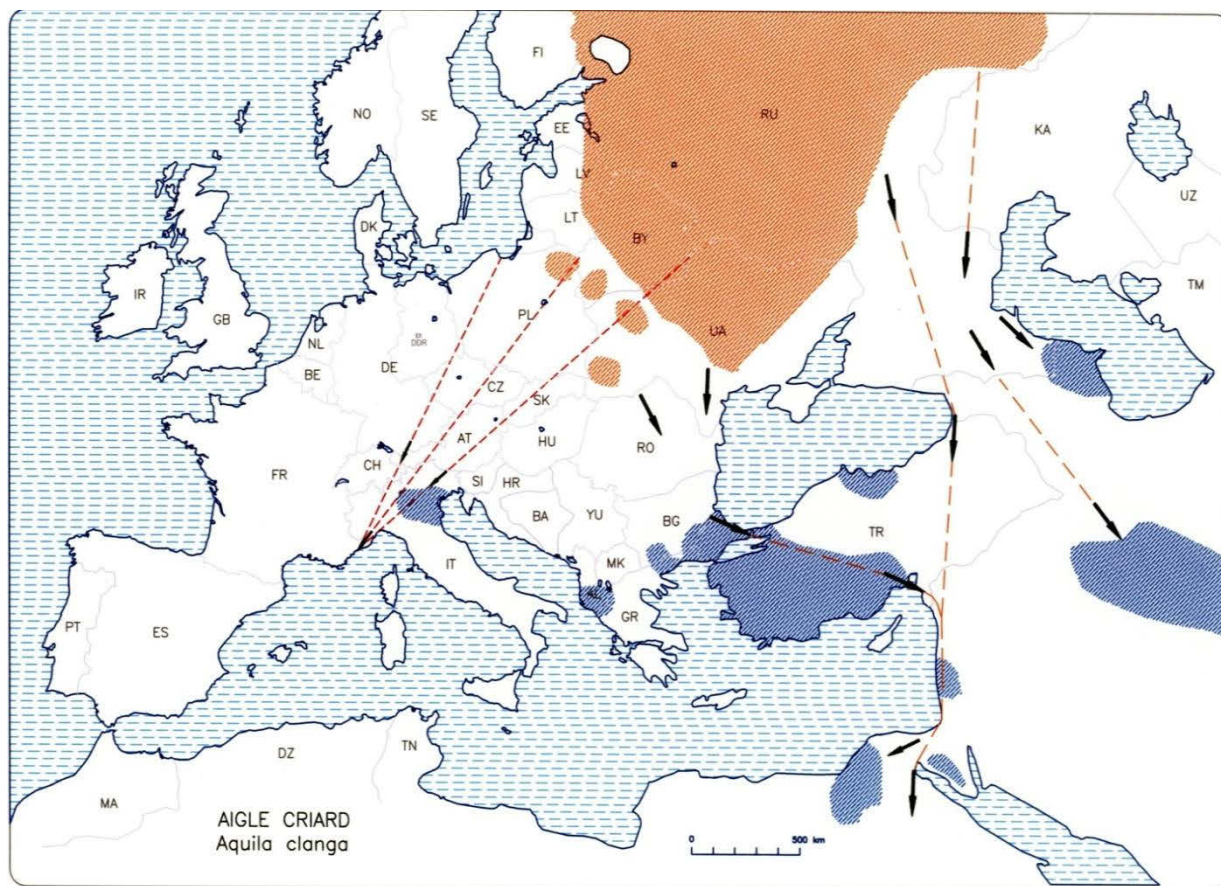 FI
NO
SE
RU
EE
KA
LV
UZ
LT
DK
BY
IR
TM
GB
PL
NL
UA
DE
EX
DDR
BE
CZ
SK
AT
HU
RO
CH
FR
SI
HR
BA
YU
BG
TR
IT
MK
AL
GR
PT
ES
TN
DZ
MA
AIGLE CRIARD
Aquila clanga
0
500 km